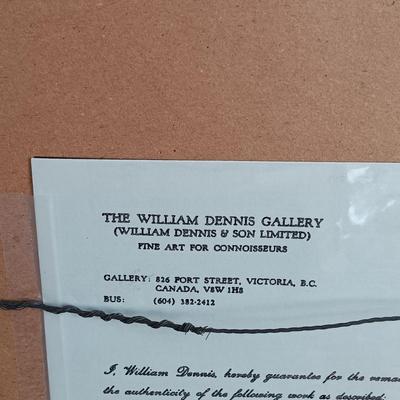 THE WILLIAM DENNIS GALLERY
(WILLIAM DENNIS & SON LIMITED)
FINE ART FOR CONNOISSEURS
GALLERY: 826 FORT STREET, VICTORIA, B.C.
CANADA, V8W 1H8
BUS: (604) 382-2412
I, William Dennis, hereby guarantee for the
the authenticity of the following work as described: